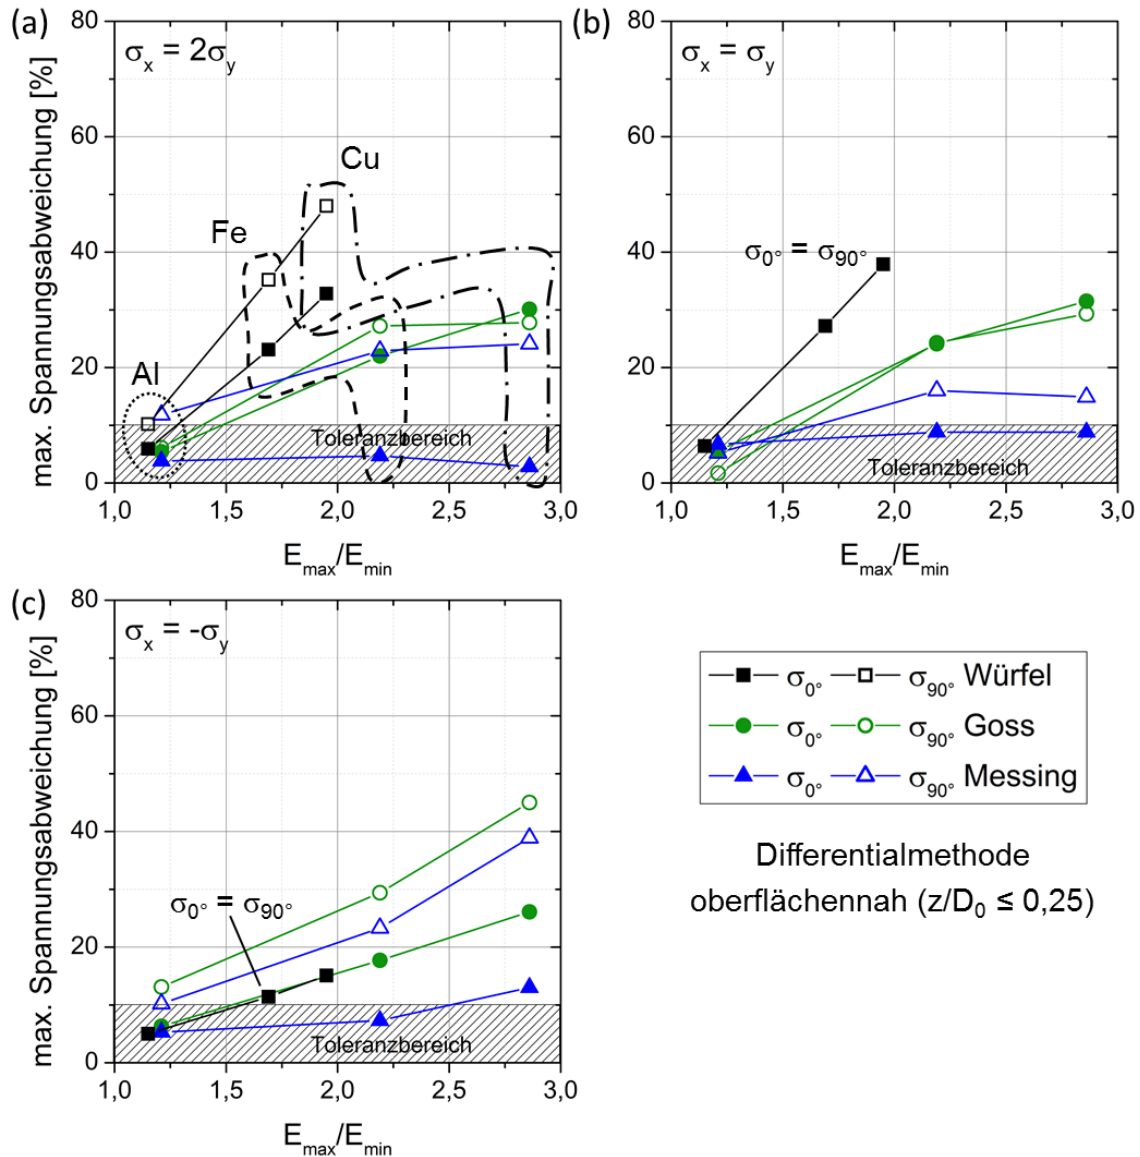 (a)
max. Spannungsabweichung [%]
80
60
40
20
0
σx = 2σy
Cu
Fe
Al
Toleranzbereich
1,0 1,5 2,0 2,5 3,0
Emax/Emin
(b)
80
60
40
20
0
σx = σy
σ0° = σ90°
Toleranzbereich
1,0 1,5 2,0 2,5 3,0
Emax/Emin
(c)
max. Spannungsabweichung [%]
80
60
40
20
0
σx = -σy
σ0° = σ90°
Toleranzbereich
1,0 1,5 2,0 2,5 3,0
Emax/Emin
σ0° σ90° Würfel
σ0° σ90° Goss
σ0° σ90° Messing
Differentialmethode
oberflächennah (z/D0 ≤ 0,25)